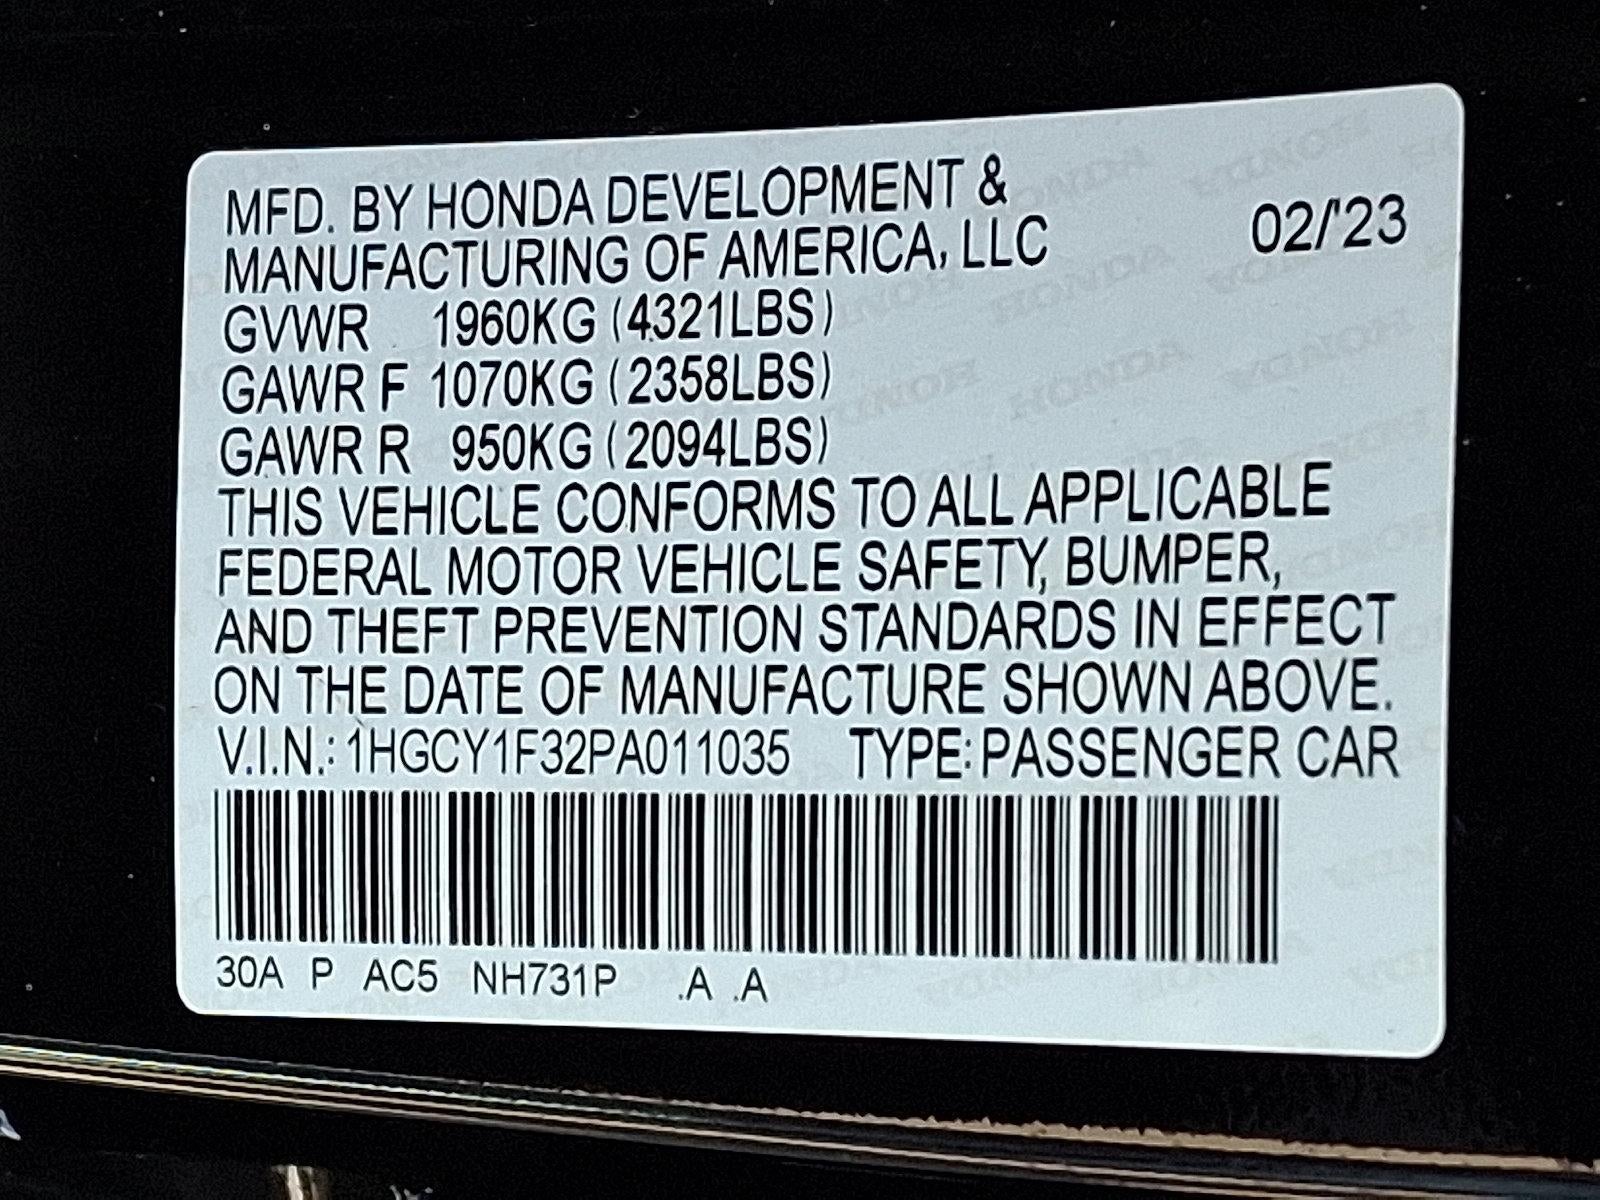 MFD. BY HONDA DEVELOPMENT &
MANUFACTURING OF AMERICA, LLC 02/'23
GVWR 1960KG (4321LBS)
GAWR F 1070KG (2358LBS)
GAWR R 950KG (2094LBS)
THIS VEHICLE CONFORMS TO ALL APPLICABLE
FEDERAL MOTOR VEHICLE SAFETY, BUMPER,
AND THEFT PREVENTION STANDARDS IN EFFECT
ON THE DATE OF MANUFACTURE SHOWN ABOVE.
V.I.N.: 1HGCY1F32PA011035 TYPE: PASSENGER CAR
30A P AC5 NH731P .A .A